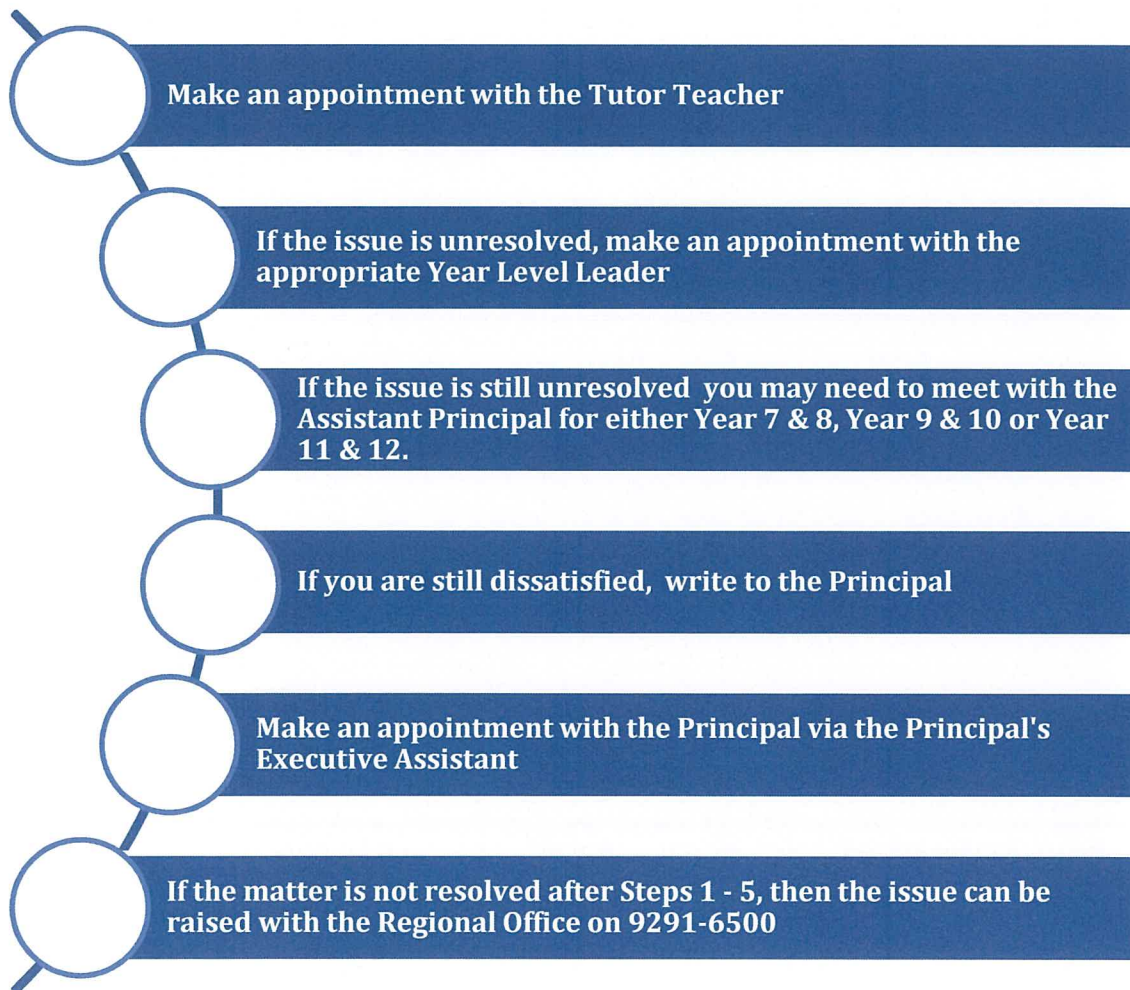 Make an appointment with the Tutor Teacher
If the issue is unresolved, make an appointment with the
appropriate Year Level Leader
If the issue is still unresolved  you may need to meet with the
Assistant Principal for either Year 7 & 8, Year 9 & 10 or Year
11 & 12.
If you are still dissatisfied,  write to the Principal
Make an appointment with the Principal via the Principal's
Executive Assistant
If the matter is not resolved after Steps 1 - 5, then the issue can be
raised with the Regional Office on 9291-6500